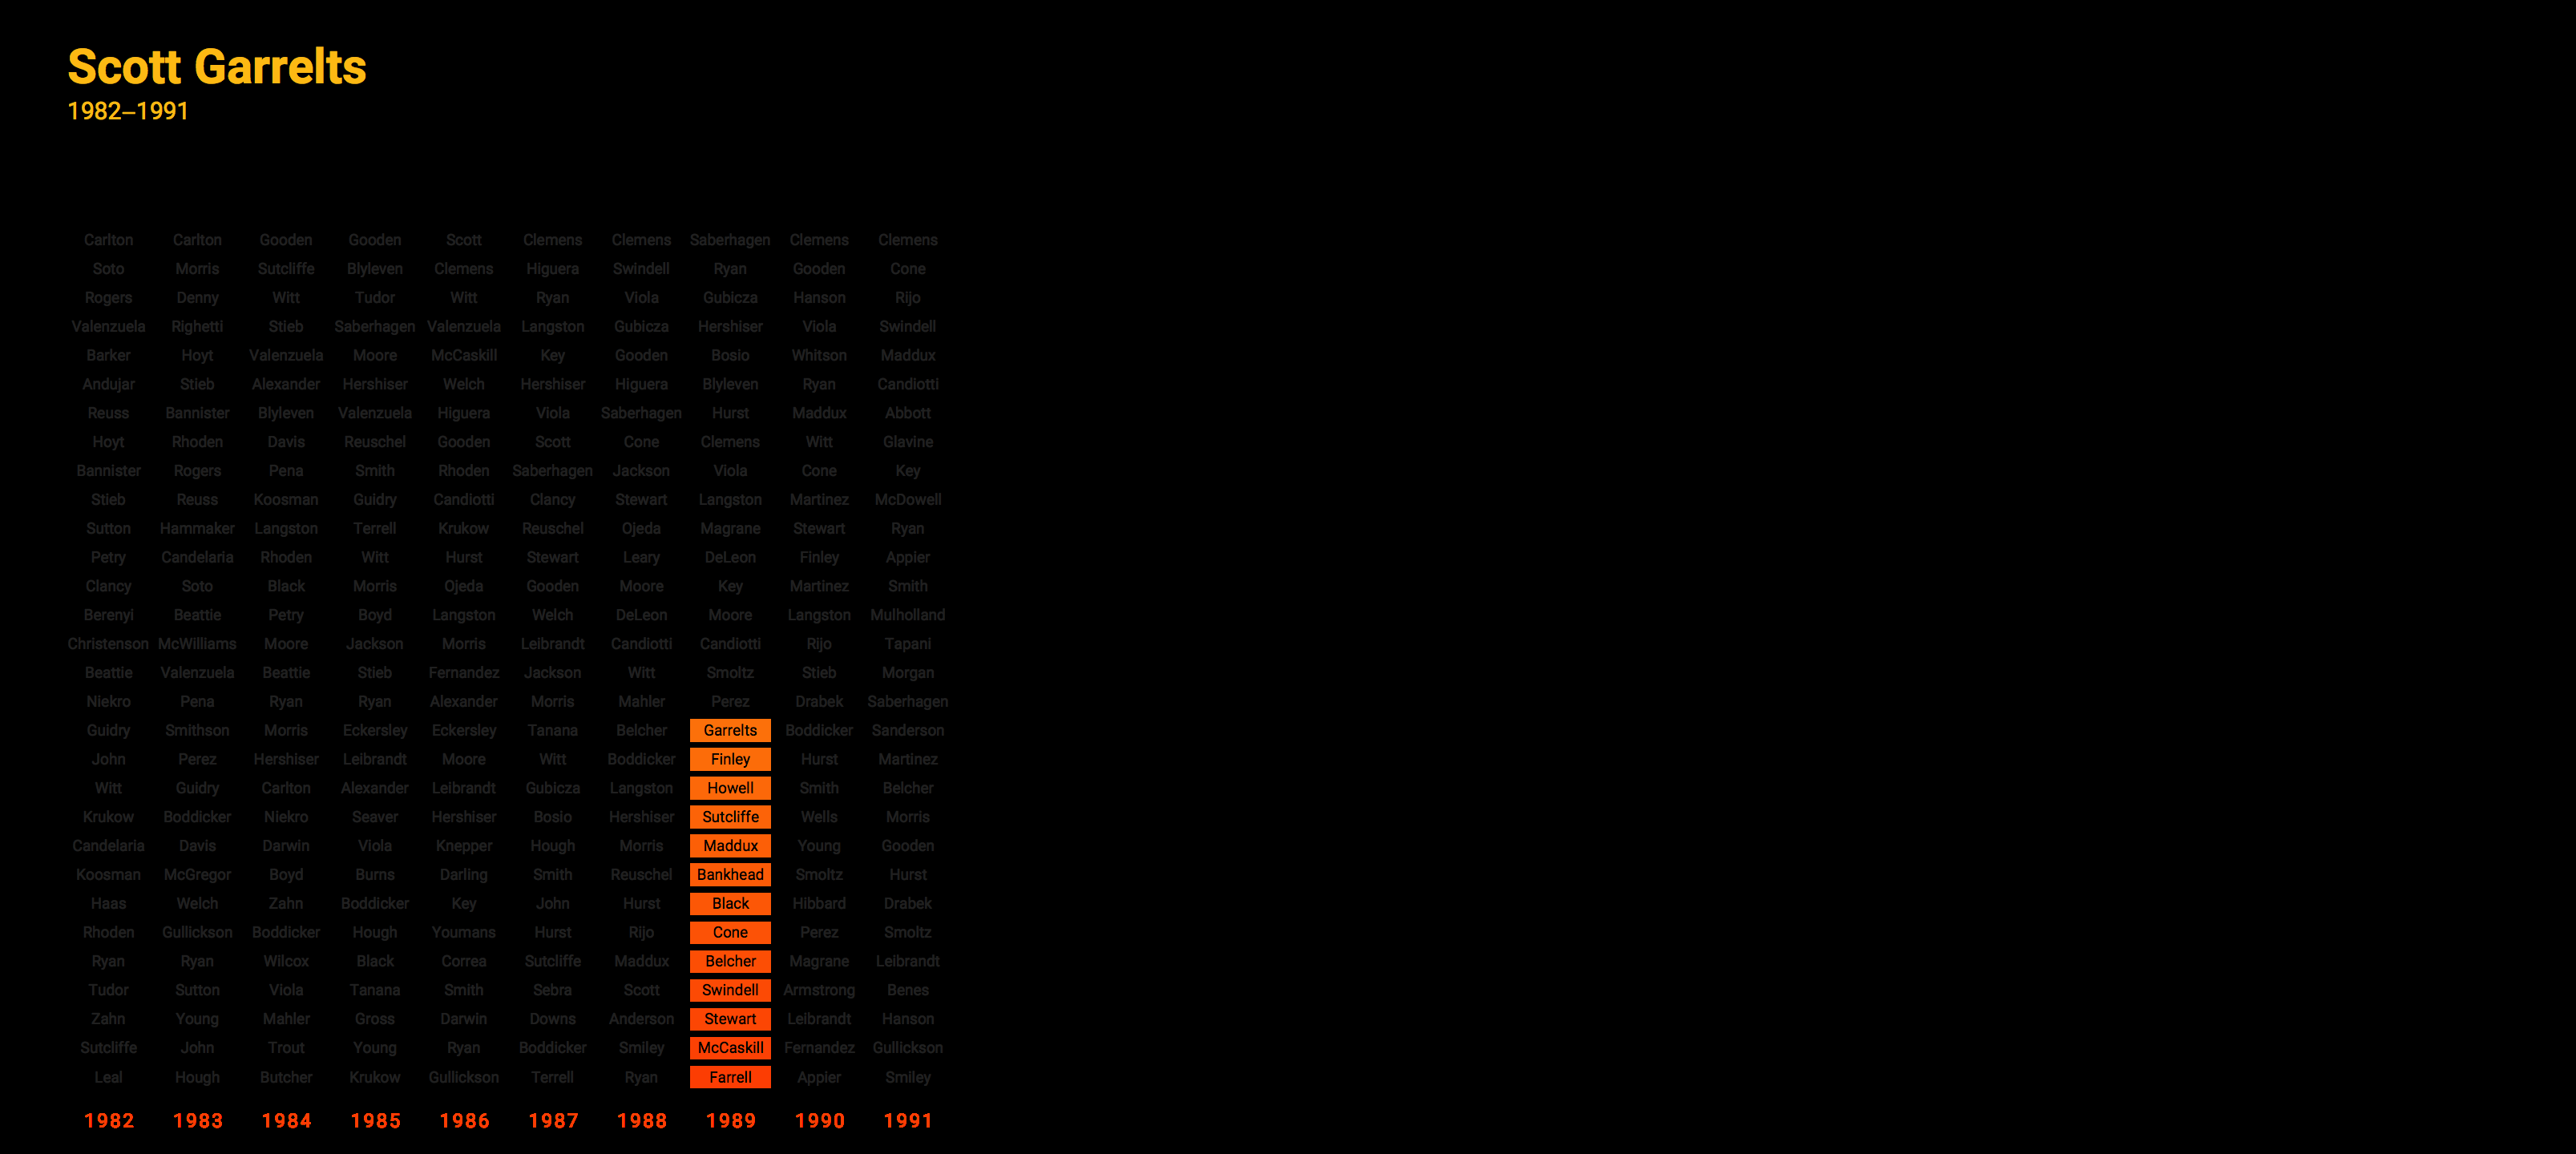 Scott Garrelts
1982–1991
Carlton Carlton Gooden Gooden Scott Clemens Clemens Saberhagen Clemens Clemens
Soto Morris Sutcliffe Blyleven Clemens Higuera Swindell Ryan Gooden Cone
Rogers Denny Witt Tudor Witt Ryan Viola Gubicza Hanson Rijo
Valenzuela Righetti Stieb Saberhagen Valenzuela Langston Gubicza Hershiser Viola Swindell
Barker Hoyt Valenzuela Moore McCaskill Key Gooden Bosio Whitson Maddux
Andujar Stieb Alexander Hershiser Welch Hershiser Higuera Blyleven Ryan Candiotti
Reuss Bannister Blyleven Valenzuela Higuera Viola Saberhagen Hurst Maddux Abbott
Hoyt Rhoden Davis Reuschel Gooden Scott Cone Clemens Witt Glavine
Bannister Rogers Pena Smith Rhoden Saberhagen Jackson Viola Cone Key
Stieb Reuss Koosman Guidry Candiotti Clancy Stewart Langston Martinez McDowell
Sutton Hammaker Langston Terrell Krukow Reuschel Ojeda Magrane Stewart Ryan
Petry Candelaria Rhoden Witt Hurst Stewart Leary DeLeon Finley Appier
Clancy Soto Black Morris Ojeda Gooden Moore Key Martinez Smith
Berenyi Beattie Petry Boyd Langston Welch DeLeon Moore Langston Mulholland
Christenson McWilliams Moore Jackson Morris Leibrandt Candiotti Candiotti Rijo Tapani
Beattie Valenzuela Beattie Stieb Fernandez Jackson Witt Smoltz Stieb Morgan
Niekro Pena Ryan Ryan Alexander Morris Mahler Perez Drabek Saberhagen
Guidry Smithson Morris Eckersley Eckersley Tanana Belcher Garrelts Boddicker Sanderson
John Perez Hershiser Leibrandt Moore Witt Boddicker Finley Hurst Martinez
Witt Guidry Carlton Alexander Leibrandt Gubicza Langston Howell Smith Belcher
Krukow Boddicker Niekro Seaver Hershiser Bosio Hershiser Sutcliffe Wells Morris
Candelaria Davis Darwin Viola Knepper Hough Morris Maddux Young Gooden
Koosman McGregor Boyd Burns Darling Smith Reuschel Bankhead Smoltz Hurst
Haas Welch Zahn Boddicker Key John Hurst Black Hibbard Drabek
Rhoden Gullickson Boddicker Hough Youmans Hurst Rijo Cone Perez Smoltz
Ryan Ryan Wilcox Black Correa Sutcliffe Maddux Belcher Magrane Leibrandt
Tudor Sutton Viola Tanana Smith Sebra Scott Swindell Armstrong Benes
Zahn Young Mahler Gross Darwin Downs Anderson Stewart Leibrandt Hanson
Sutcliffe John Trout Young Ryan Boddicker Smiley McCaskill Fernandez Gullickson
Leal Hough Butcher Krukow Gullickson Terrell Ryan Farrell Appier Smiley
1982 1983 1984 1985 1986 1987 1988 1989 1990 1991